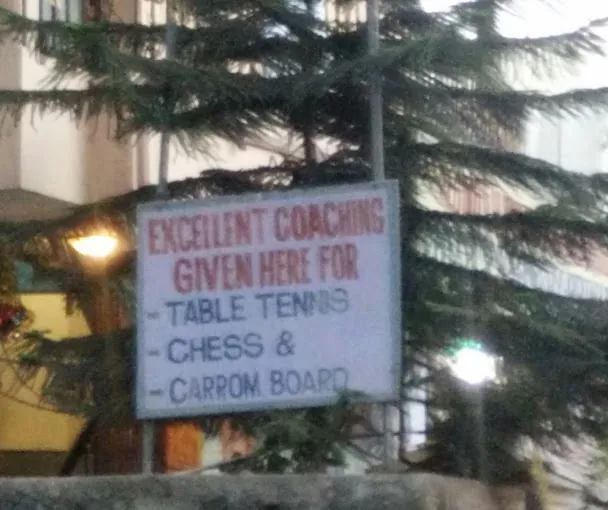 EXCELLENT COACHING
GIVEN HERE FOR
- TABLE TENNIS
- CHESS &
- CARROM BOARD